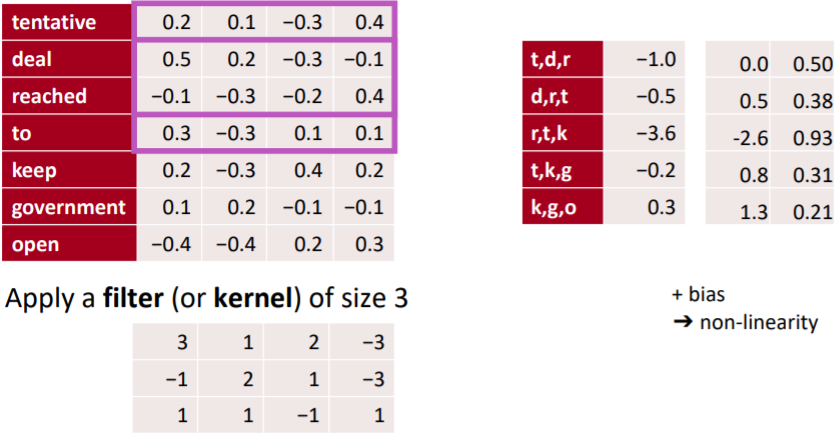 tentative 0.2 0.1 −0.3 0.4
deal 0.5 0.2 −0.3 −0.1
reached −0.1 −0.3 −0.2 0.4
to 0.3 −0.3 0.1 0.1
keep 0.2 −0.3 0.4 0.2
government 0.1 0.2 −0.1 −0.1
open −0.4 −0.4 0.2 0.3
t,d,r −1.0 0.0 0.50
d,r,t −0.5 0.5 0.38
r,t,k −3.6 -2.6 0.93
t,k,g −0.2 0.8 0.31
k,g,o 0.3 1.3 0.21
Apply a filter (or kernel) of size 3
3 1 2 −3
−1 2 1 −3
1 1 −1 1
+ bias
➔ non-linearity